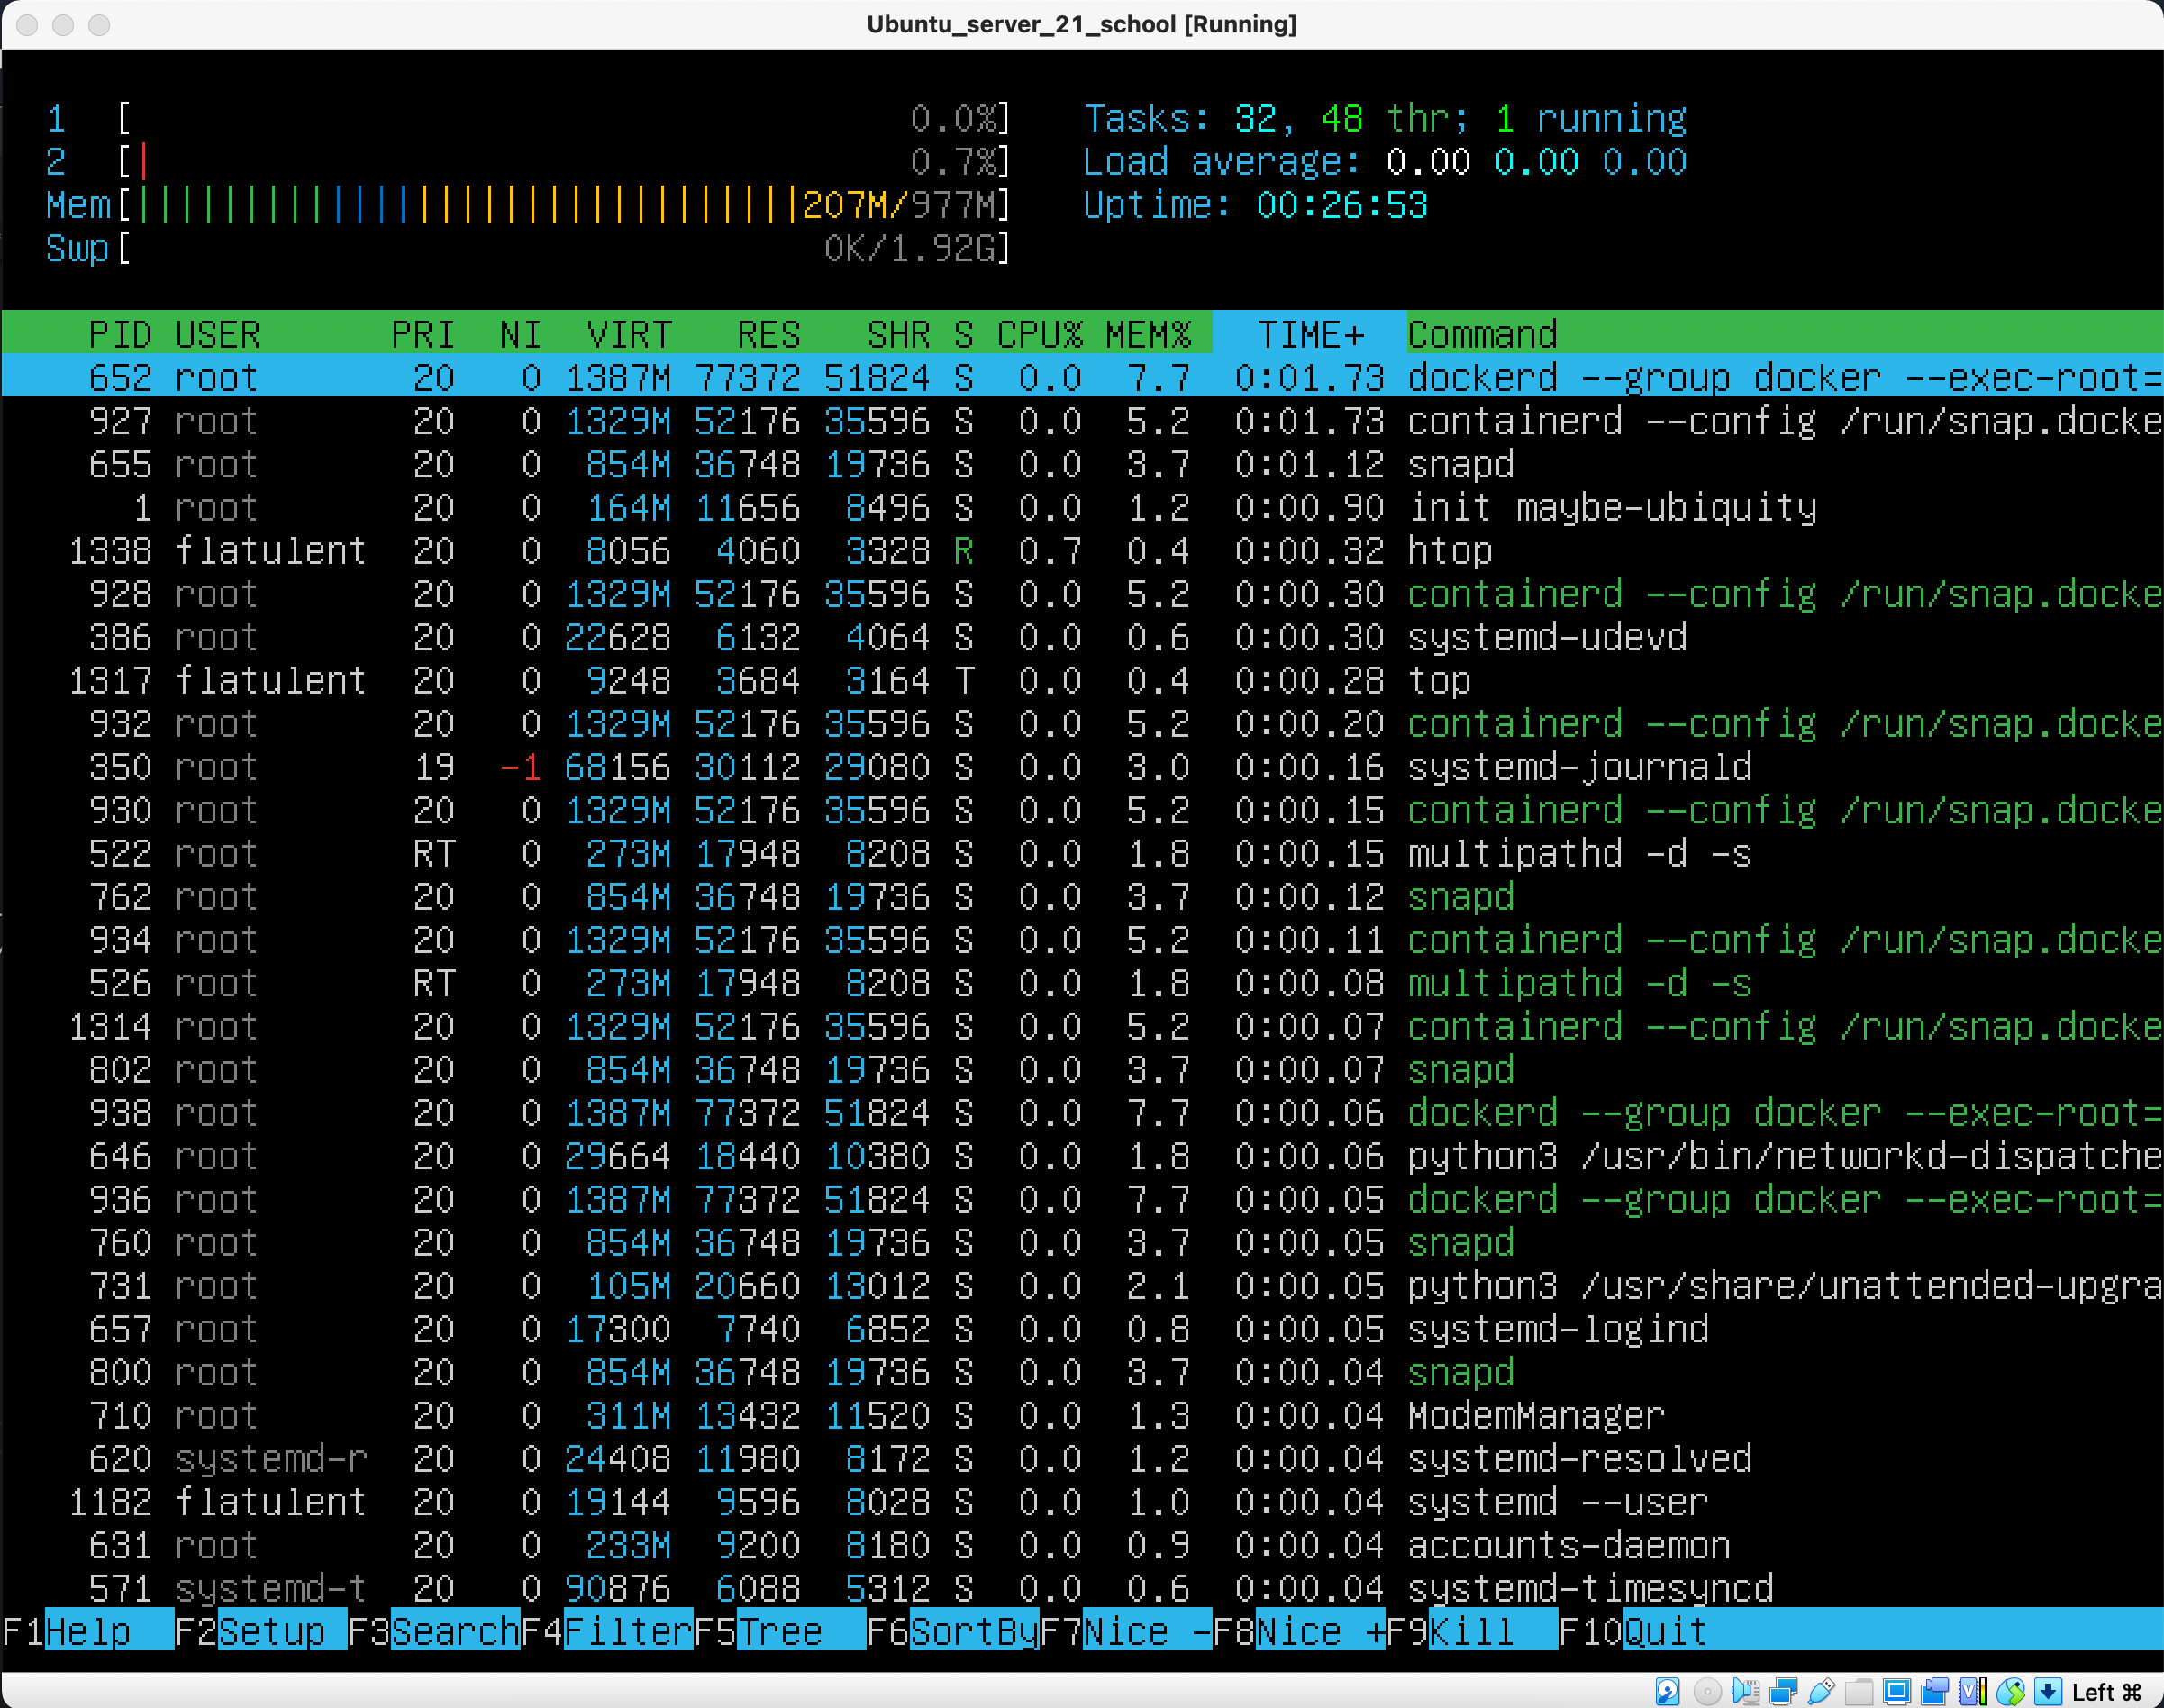 Ubuntu_server_21_school [Running]
1 [ 0.0%] Tasks: 32, 48 thr; 1 running
2 [| 0.7%] Load average: 0.00 0.00 0.00
Mem[|||||||||||||||||||||||||||||||207M/977M] Uptime: 00:26:53
Swp[ 0K/1.92G]
PID USER PRI NI VIRT RES SHR S CPU% MEM% TIME+ Command
652 root 20 0 1387M 77372 51824 S 0.0 7.7 0:01.73 dockerd --group docker --exec-root=
927 root 20 0 1329M 52176 35596 S 0.0 5.2 0:01.73 containerd --config /run/snap.docke
655 root 20 0 854M 36748 19736 S 0.0 3.7 0:01.12 snapd
1 root 20 0 164M 11656 8496 S 0.0 1.2 0:00.90 init maybe-ubiquity
1338 flatulent 20 0 8056 4060 3328 R 0.7 0.4 0:00.32 htop
928 root 20 0 1329M 52176 35596 S 0.0 5.2 0:00.30 containerd --config /run/snap.docke
386 root 20 0 22628 6132 4064 S 0.0 0.6 0:00.30 systemd-udevd
1317 flatulent 20 0 9248 3684 3164 T 0.0 0.4 0:00.28 top
932 root 20 0 1329M 52176 35596 S 0.0 5.2 0:00.20 containerd --config /run/snap.docke
350 root 19 -1 68156 30112 29080 S 0.0 3.0 0:00.16 systemd-journald
930 root 20 0 1329M 52176 35596 S 0.0 5.2 0:00.15 containerd --config /run/snap.docke
522 root RT 0 273M 17948 8208 S 0.0 1.8 0:00.15 multipathd -d -s
762 root 20 0 854M 36748 19736 S 0.0 3.7 0:00.12 snapd
934 root 20 0 1329M 52176 35596 S 0.0 5.2 0:00.11 containerd --config /run/snap.docke
526 root RT 0 273M 17948 8208 S 0.0 1.8 0:00.08 multipathd -d -s
1314 root 20 0 1329M 52176 35596 S 0.0 5.2 0:00.07 containerd --config /run/snap.docke
802 root 20 0 854M 36748 19736 S 0.0 3.7 0:00.07 snapd
938 root 20 0 1387M 77372 51824 S 0.0 7.7 0:00.06 dockerd --group docker --exec-root=
646 root 20 0 29664 18440 10380 S 0.0 1.8 0:00.06 python3 /usr/bin/networkd-dispatche
936 root 20 0 1387M 77372 51824 S 0.0 7.7 0:00.05 dockerd --group docker --exec-root=
760 root 20 0 854M 36748 19736 S 0.0 3.7 0:00.05 snapd
731 root 20 0 105M 20660 13012 S 0.0 2.1 0:00.05 python3 /usr/share/unattended-upgra
657 root 20 0 17300 7740 6852 S 0.0 0.8 0:00.05 systemd-logind
800 root 20 0 854M 36748 19736 S 0.0 3.7 0:00.04 snapd
710 root 20 0 311M 13432 11520 S 0.0 1.3 0:00.04 ModemManager
620 systemd-r 20 0 24408 11980 8172 S 0.0 1.2 0:00.04 systemd-resolved
1182 flatulent 20 0 19144 9596 8028 S 0.0 1.0 0:00.04 systemd --user
631 root 20 0 233M 9200 8180 S 0.0 0.9 0:00.04 accounts-daemon
571 systemd-t 20 0 90876 6088 5312 S 0.0 0.6 0:00.04 systemd-timesyncd
F1Help F2Setup F3SearchF4FilterF5Tree F6SortByF7Nice -F8Nice +F9Kill F10Quit
Left ⌘